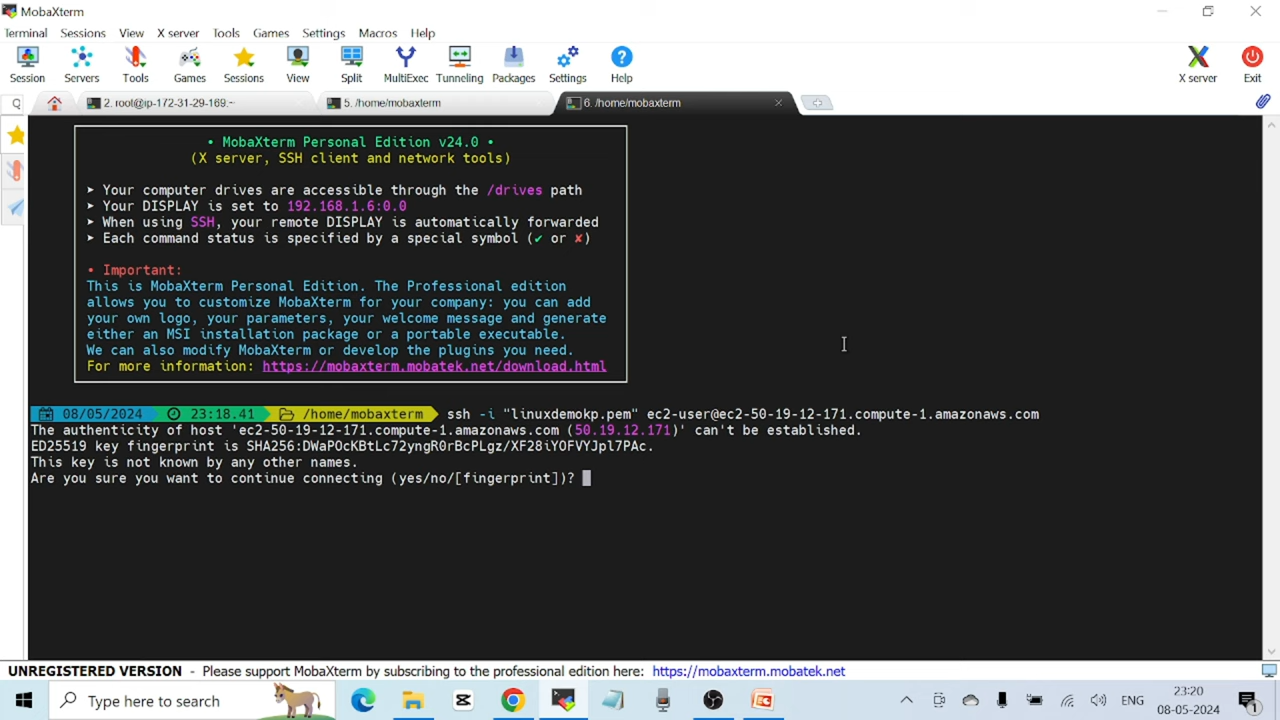 MobaXterm
Terminal Sessions View X server Tools Games Settings Macros Help
Session Servers Tools Games Sessions View Split MultiExec Tunneling Packages Settings Help X server Exit
2. root@ip-172-31-29-169:~ 5. /home/mobaxterm 6. /home/mobaxterm
• MobaXterm Personal Edition v24.0 •
(X server, SSH client and network tools)
➤ Your computer drives are accessible through the /drives path
➤ Your DISPLAY is set to 192.168.1.6:0.0
➤ When using SSH, your remote DISPLAY is automatically forwarded
➤ Each command status is specified by a special symbol (✔ or ✘)
• Important:
This is MobaXterm Personal Edition. The Professional edition
allows you to customize MobaXterm for your company: you can add
your own logo, your parameters, your welcome message and generate
either an MSI installation package or a portable executable.
We can also modify MobaXterm or develop the plugins you need.
For more information: https://mobaxterm.mobatek.net/download.html
08/05/2024 23:18.41 /home/mobaxterm ssh -i "linuxdemokp.pem" ec2-user@ec2-50-19-12-171.compute-1.amazonaws.com
The authenticity of host 'ec2-50-19-12-171.compute-1.amazonaws.com (50.19.12.171)' can't be established.
ED25519 key fingerprint is SHA256:DWaPOcKBtLc72yngR0rBcPLgz/XF28iYOFVYJpl7PAc.
This key is not known by any other names.
Are you sure you want to continue connecting (yes/no/[fingerprint])?
UNREGISTERED VERSION - Please support MobaXterm by subscribing to the professional edition here: https://mobaxterm.mobatek.net
Type here to search
ENG
23:20
08-05-2024
1